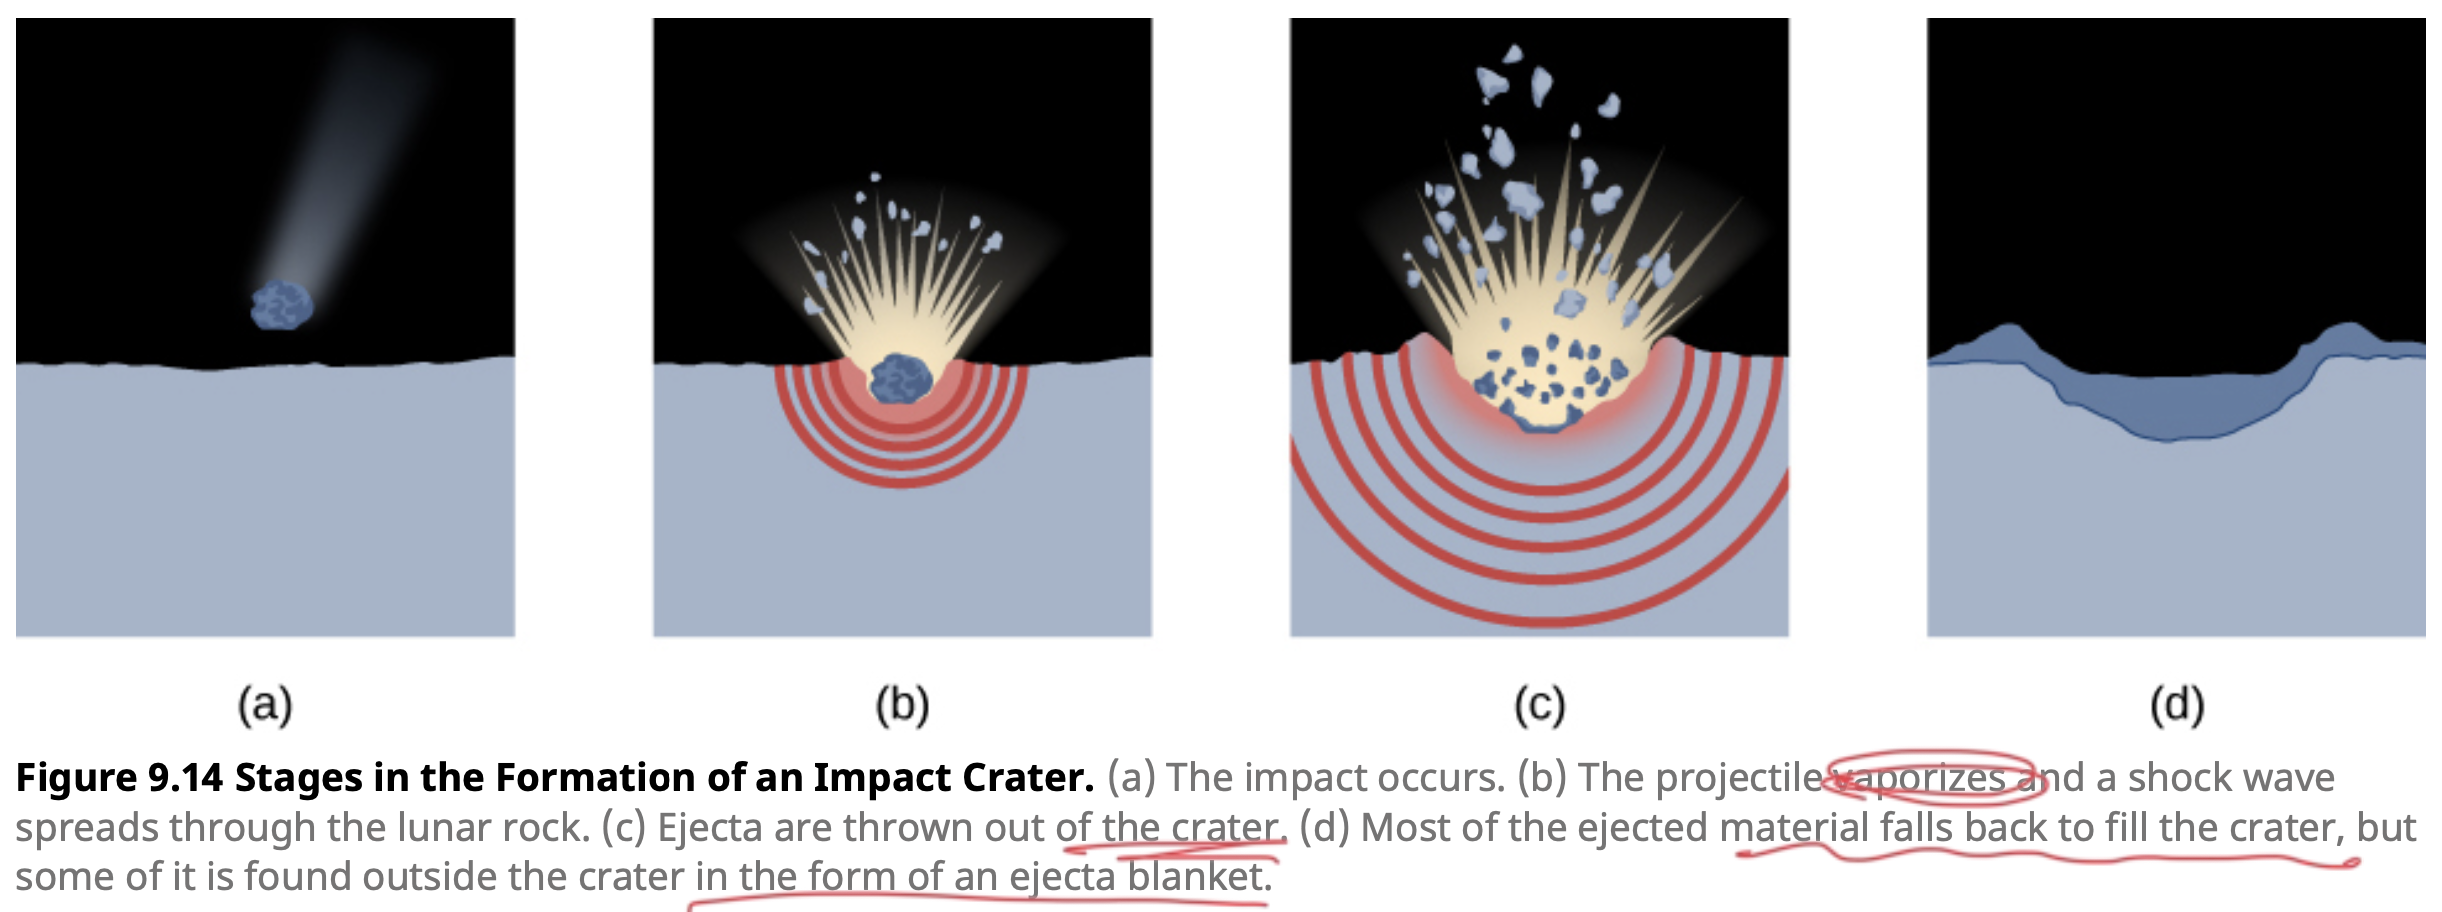 (a) (b) (c) (d)
Figure 9.14 Stages in the Formation of an Impact Crater. (a) The impact occurs. (b) The projectile vaporizes and a shock wave
spreads through the lunar rock. (c) Ejecta are thrown out of the crater. (d) Most of the ejected material falls back to fill the crater, but
some of it is found outside the crater in the form of an ejecta blanket.